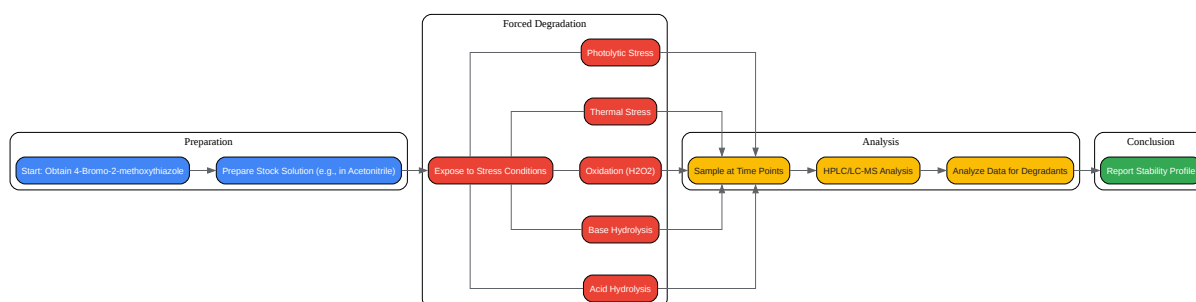 Forced Degradation
Photolytic Stress
Thermal Stress
Preparation
Analysis
Conclusion
Start: Obtain 4-Bromo-2-methoxythiazole
Prepare Stock Solution (e.g., in Acetonitrile)
Expose to Stress Conditions
Oxidation (H2O2)
Sample at Time Points
HPLC/LC-MS Analysis
Analyze Data for Degradants
Report Stability Profile
Base Hydrolysis
Acid Hydrolysis